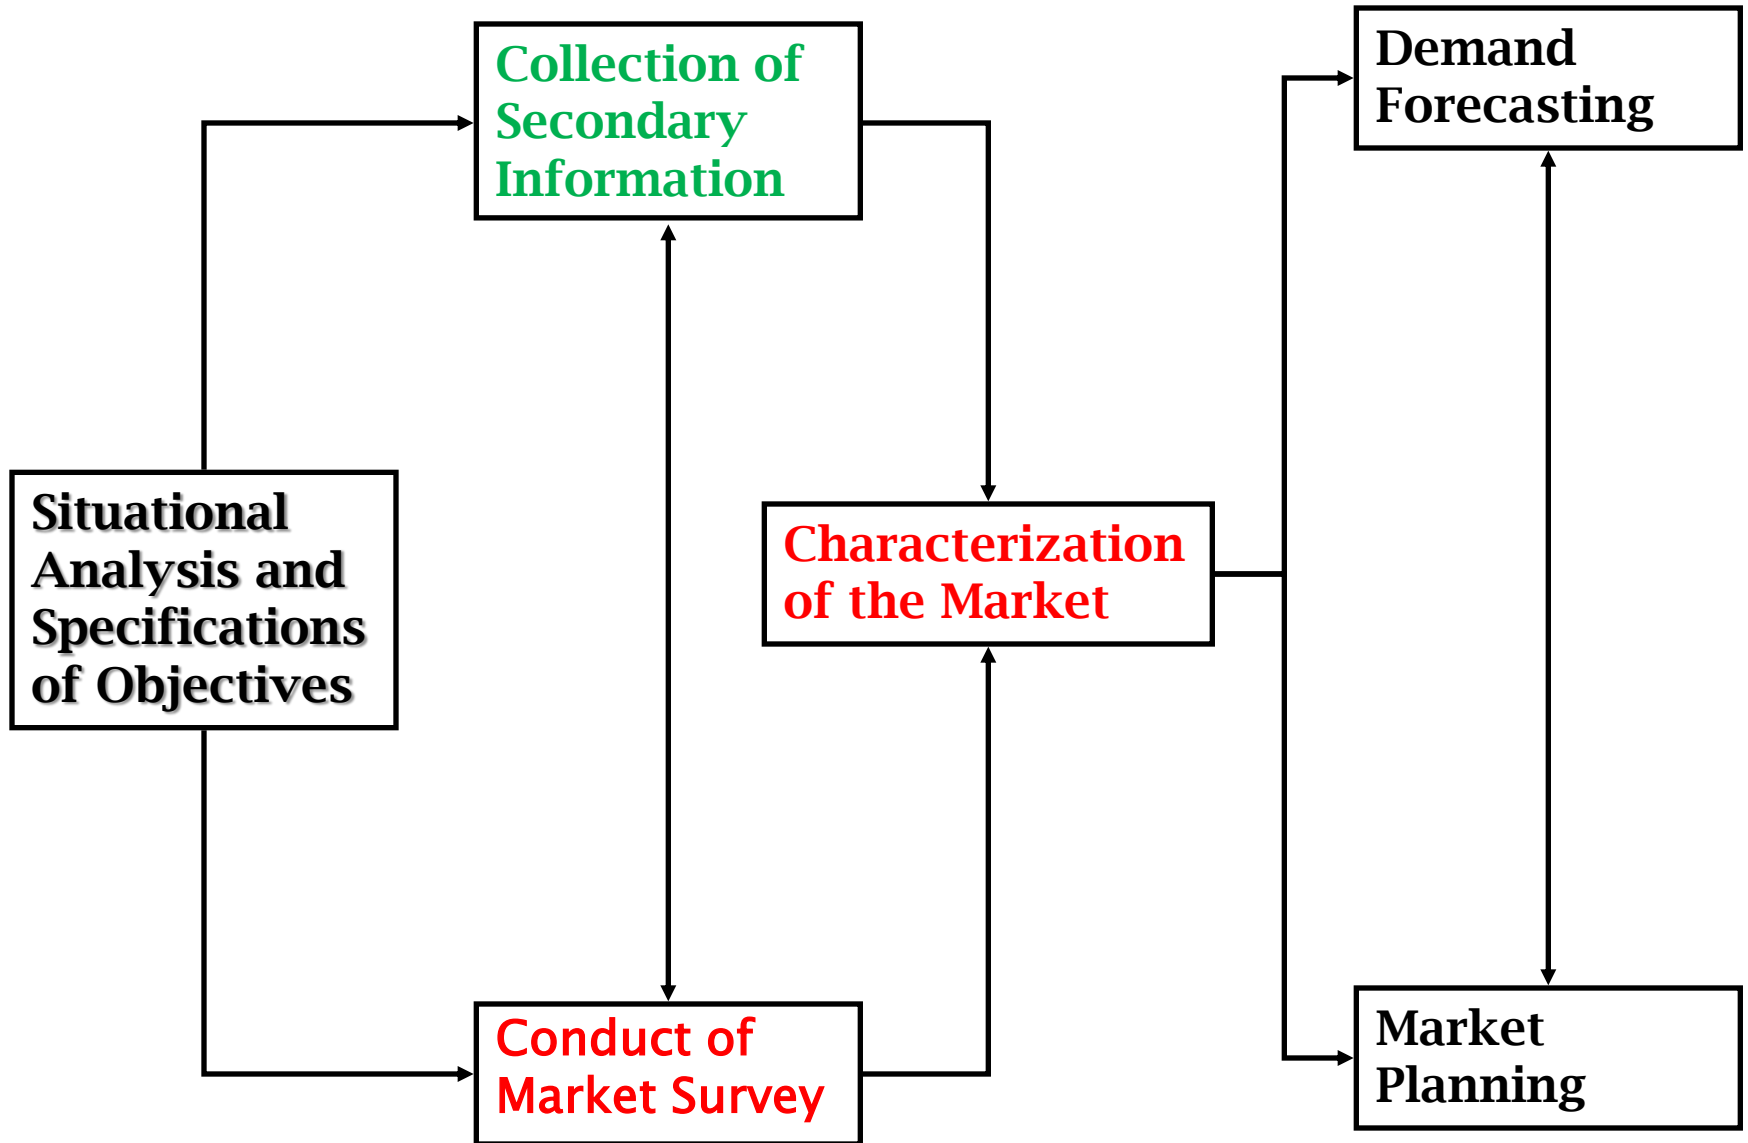 Collection of
Secondary
Information
Demand
Forecasting
Situational
Analysis and
Specifications
of Objectives
Characterization
of the Market
Conduct of
Market Survey
Market
Planning